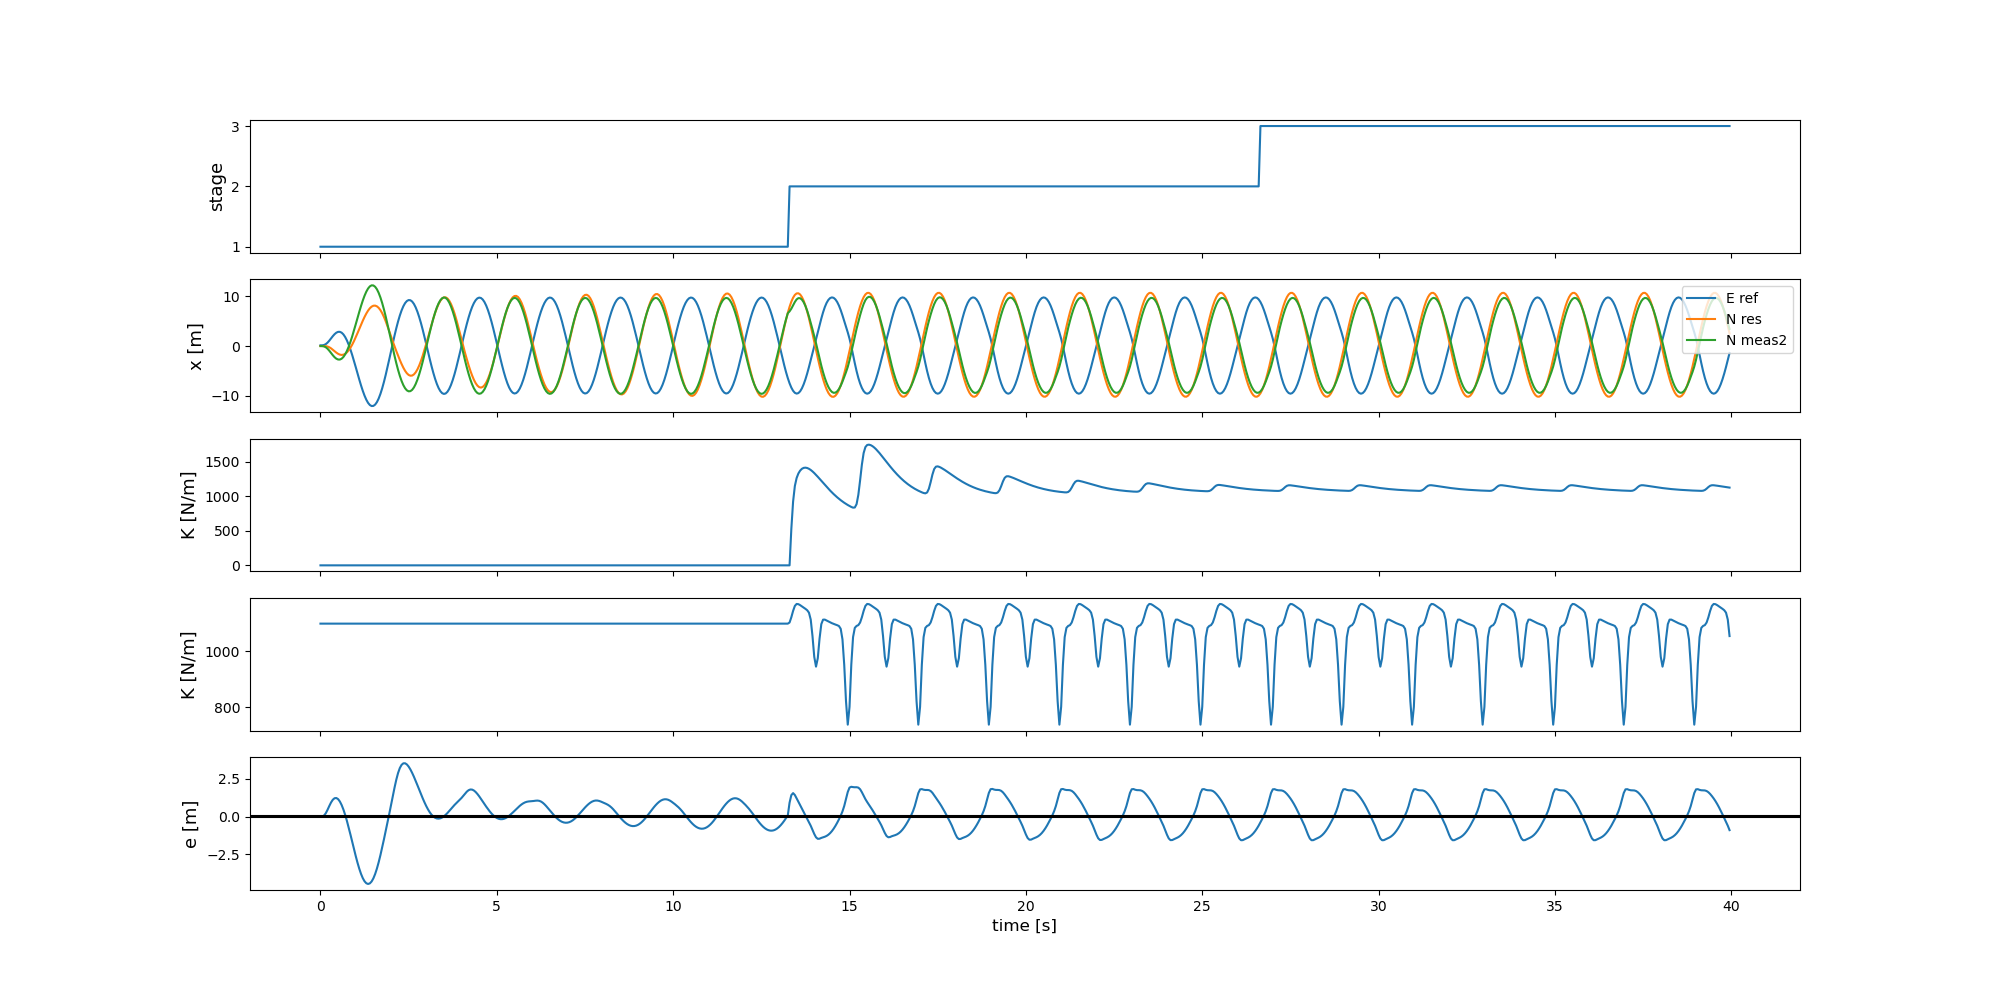 3
2
1
stage
10
0
−10
x [m]
E ref
N res
N meas2
1500
1000
500
0
K [N/m]
1000
800
K [N/m]
2.5
0.0
−2.5
e [m]
0 5 10 15 20 25 30 35 40
time [s]